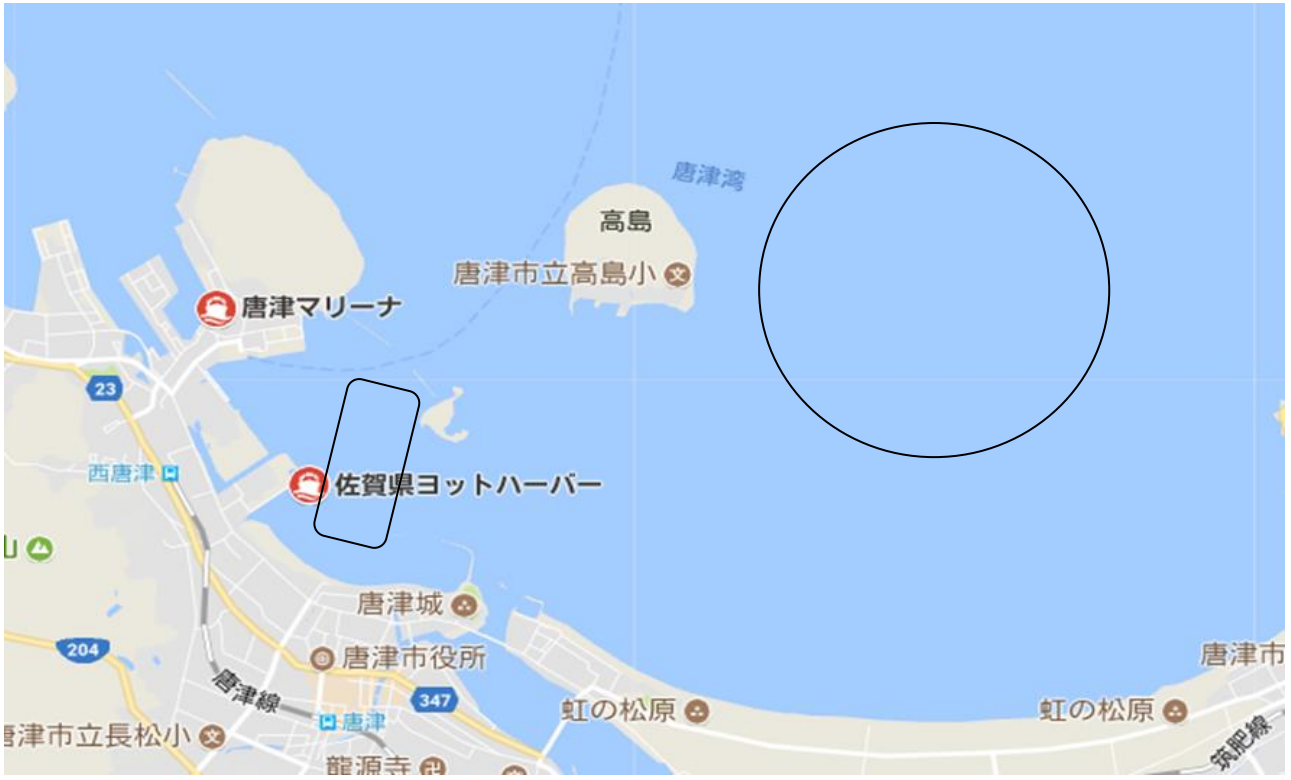 唐津湾
高島
唐津市立高島小
唐津マリーナ
23
西唐津
佐賀県ヨットハーバー
山
唐津城
204
唐津市役所
唐津市
唐津線
347
虹の松原
虹の松原
唐津
津市立長松小
筑肥線
龍源寺